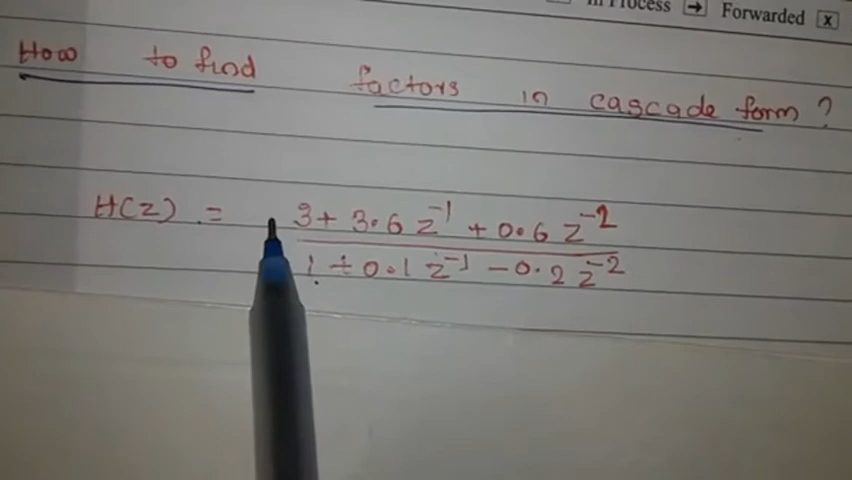 In Process → Forwarded x
How to find factors in cascade form?
H(z) = 3 + 3.6 z^-1 + 0.6 z^-2
1 + 0.1 z^-1 - 0.2 z^-2